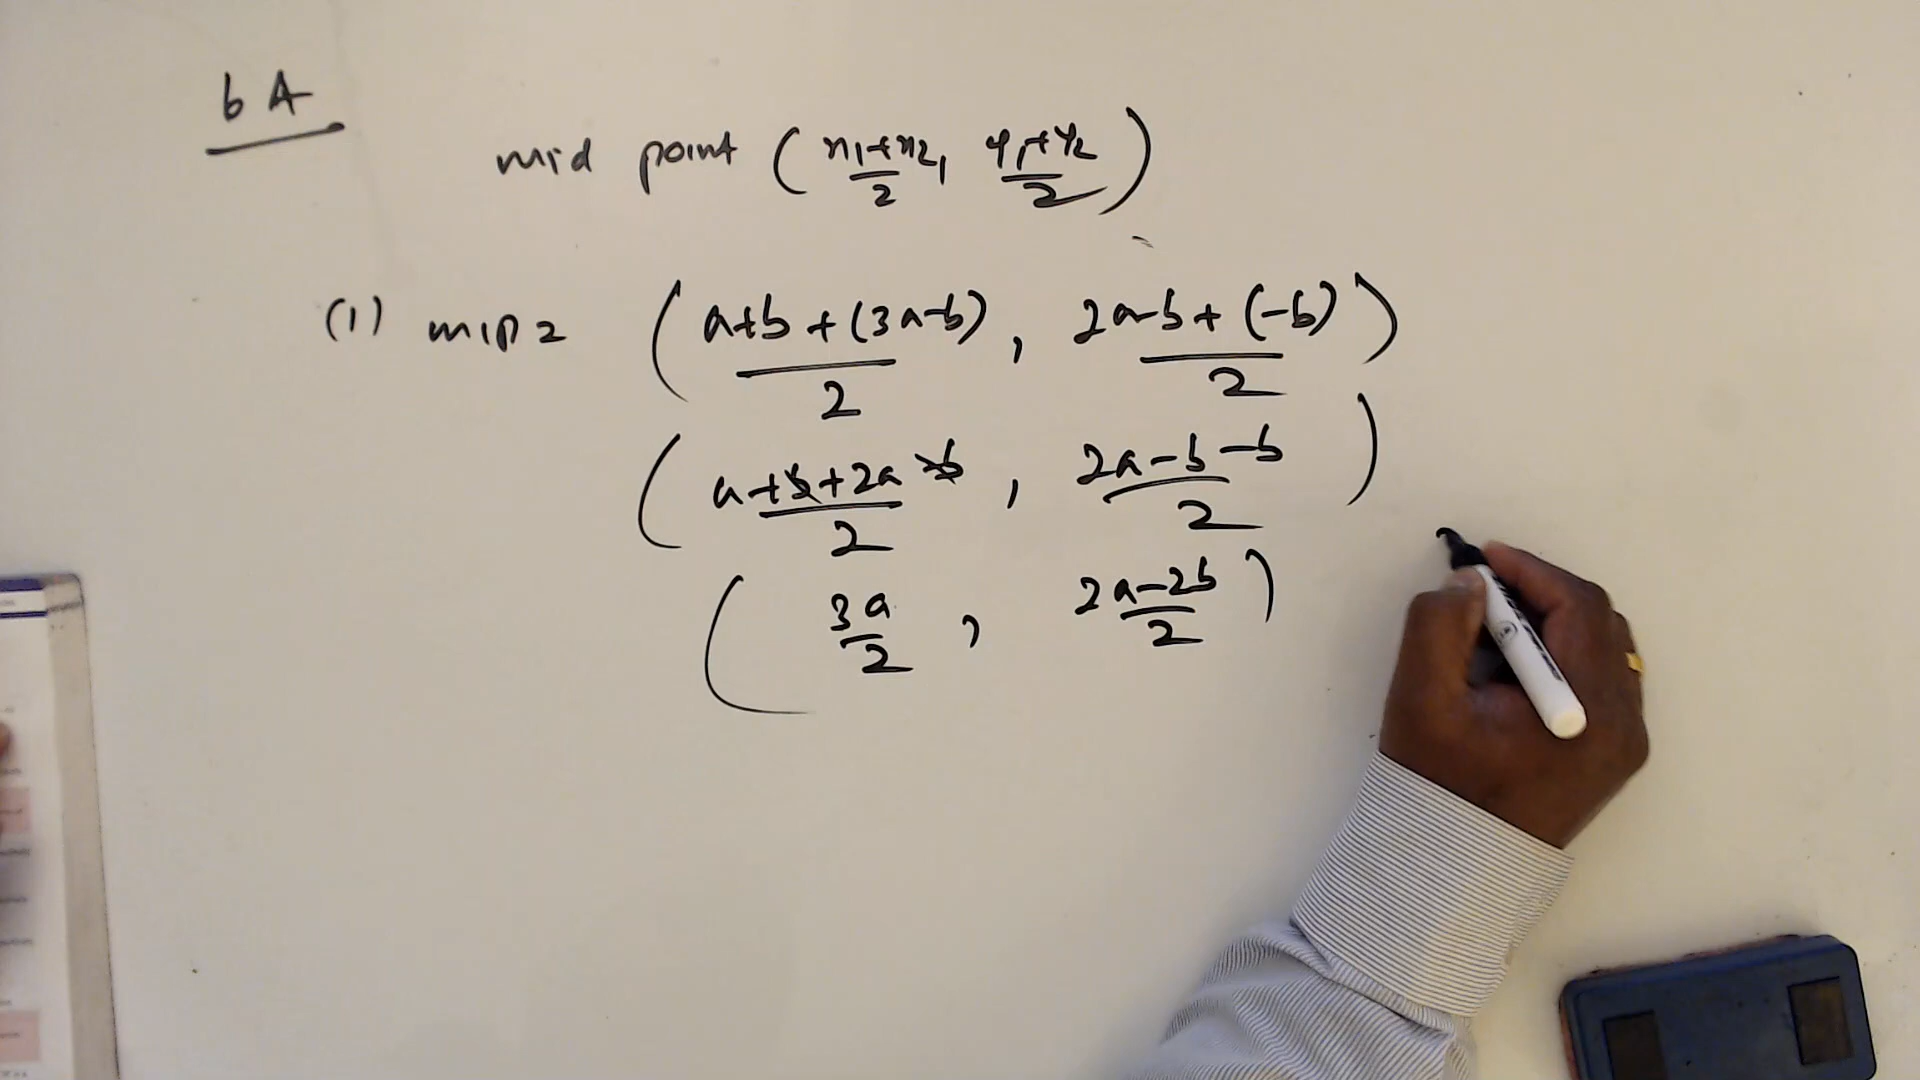 6A
mid point (x1+x2/2, y1+y2/2)
(1) mid (a+b+(3a-b)/2, 2a-b+(-b)/2)
(a+b+2a-b/2, 2a-b-b/2)
(3a/2, 2a-2b/2)